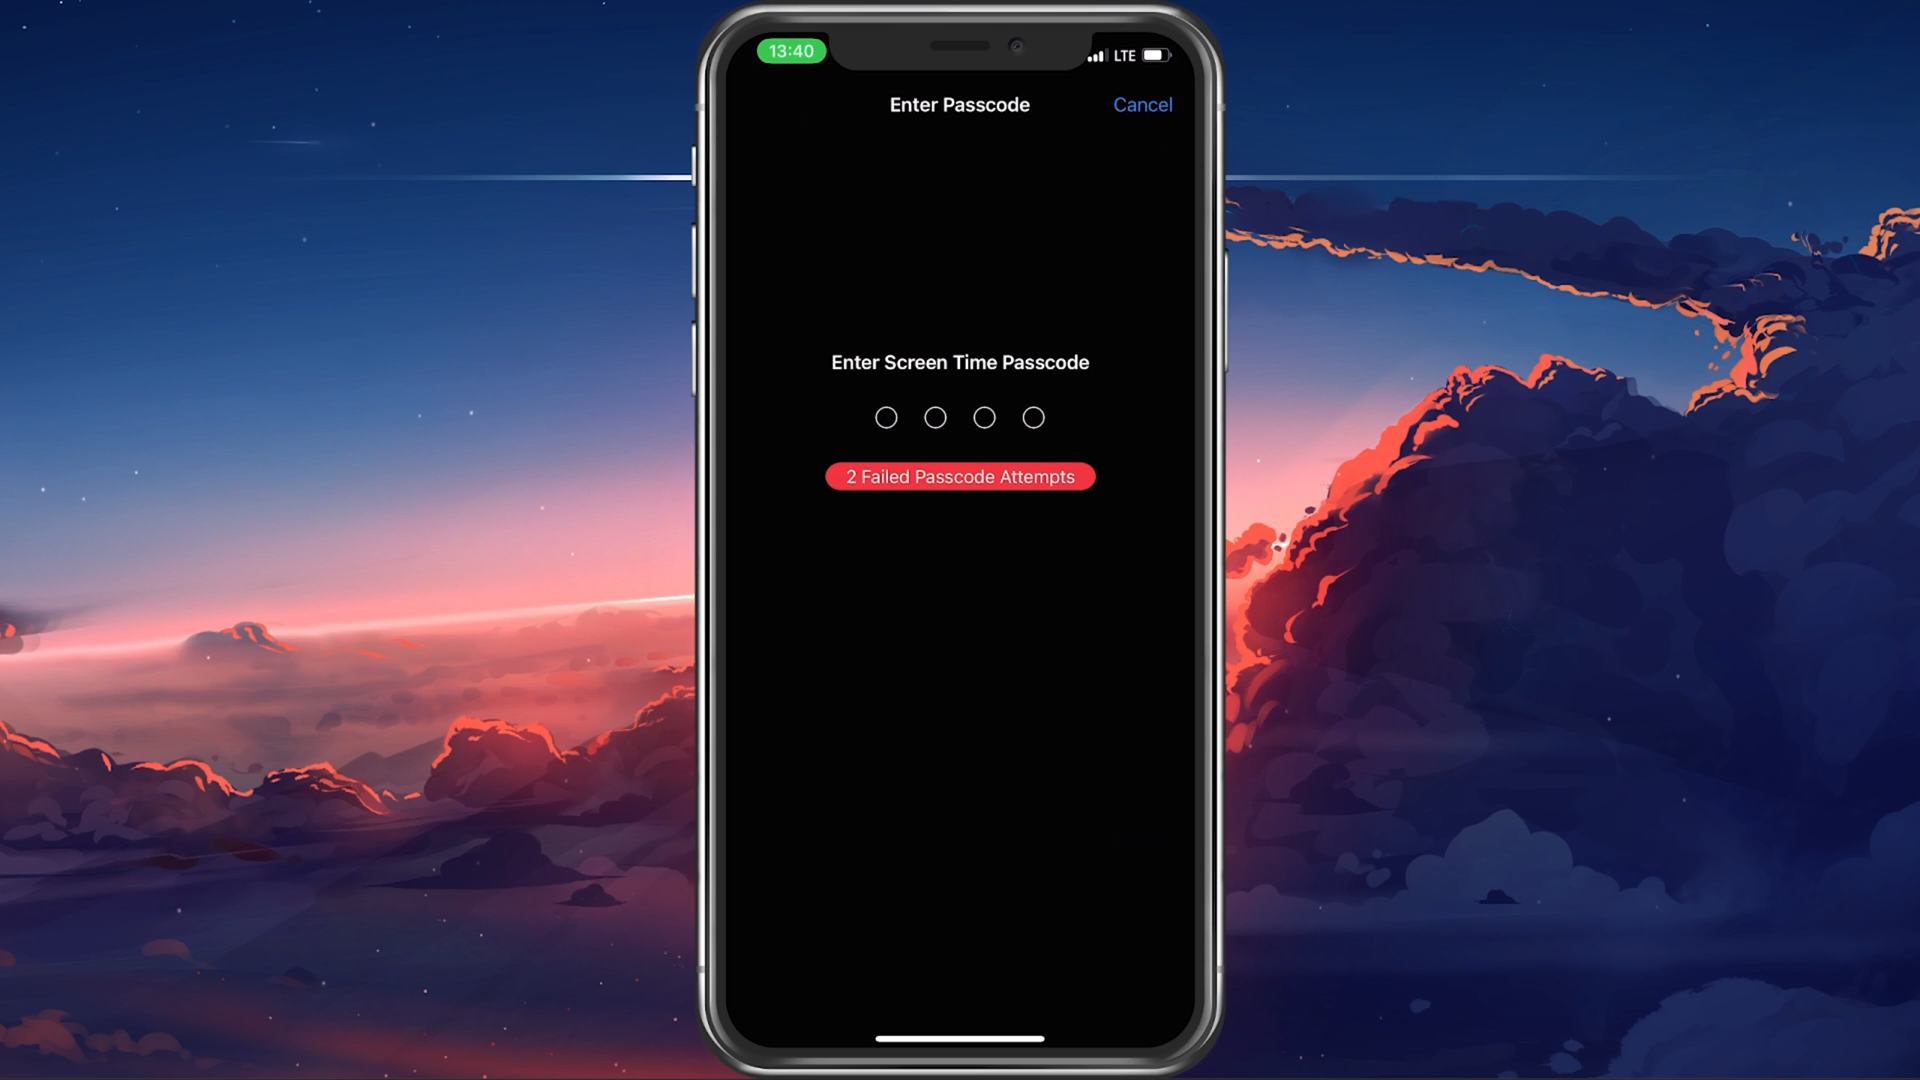 13:40
LTE
Enter Passcode
Cancel
Enter Screen Time Passcode
2 Failed Passcode Attempts